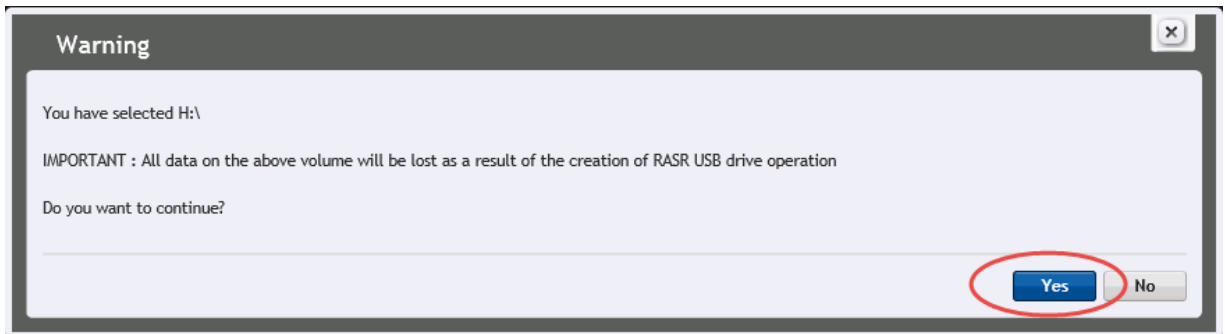 Warning
You have selected H:\
IMPORTANT : All data on the above volume will be lost as a result of the creation of RASR USB drive operation
Do you want to continue?
Yes No